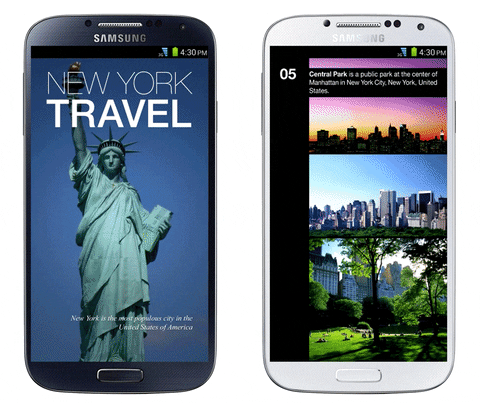 SAMSUNG
3G 4:30 PM
NEW YORK
TRAVEL
New York is the most populous city in the
United States of America
SAMSUNG
3G 4:30 PM
05
Central Park is a public park at the center of
Manhattan in New York City, New York, United
States.